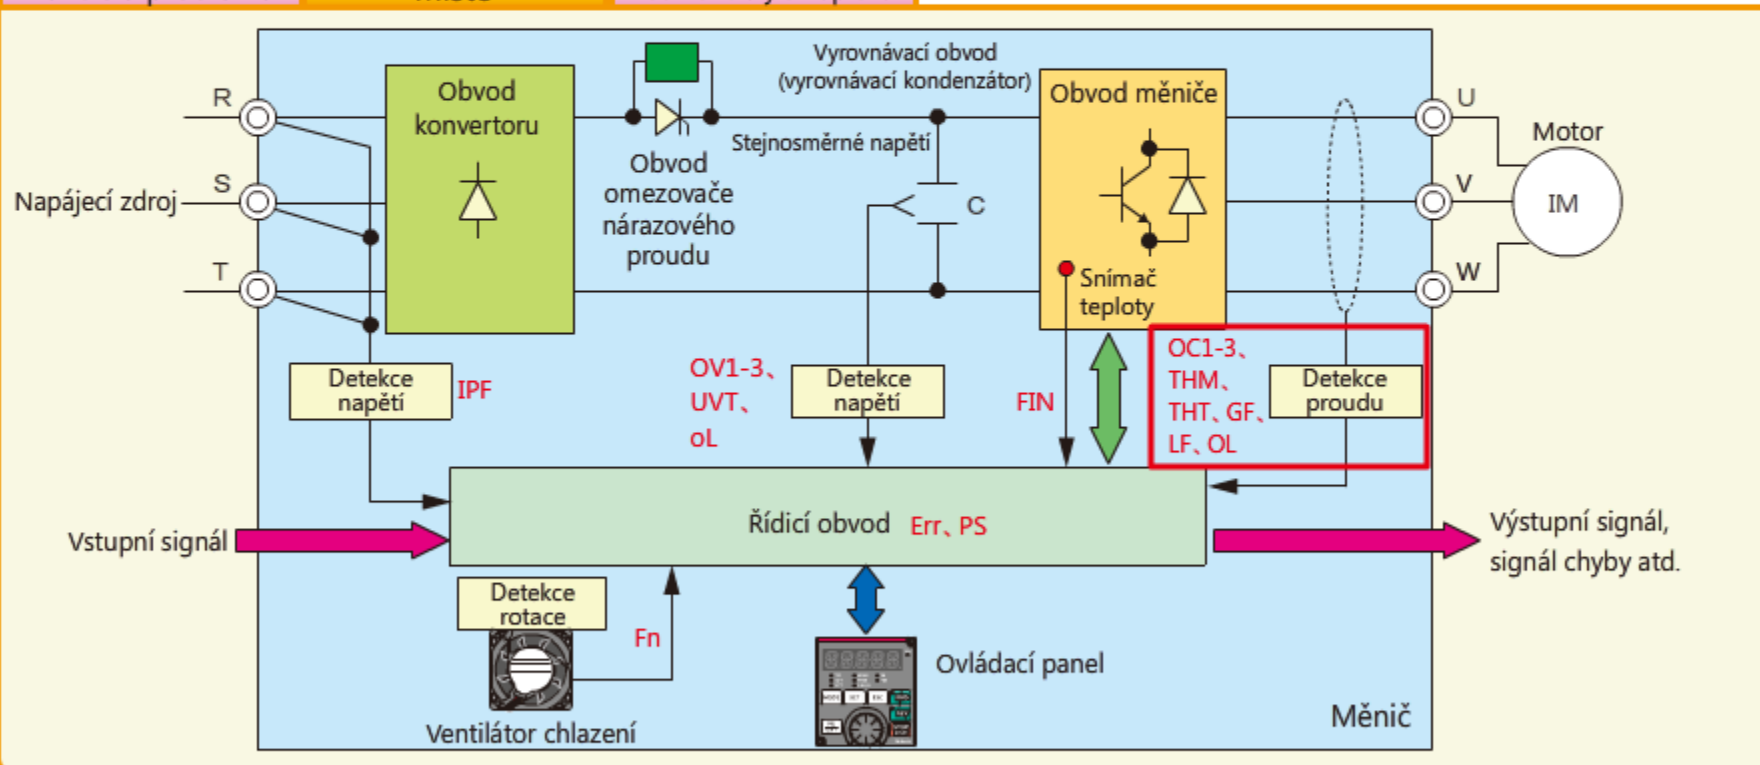 Vyrovnávací obvod
(vyrovnávací kondenzátor)
R
Obvod
konvertoru
Obvod měniče
U
Motor
Stejnosměrné napětí
Obvod
omezovače
nárazového
proudu
Napájecí zdroj
S
C
V
IM
T
W
Snímač
teploty
Detekce
napětí
IPF
OV1-3、
UVT、
oL
Detekce
napětí
FIN
OC1-3、
THM、
THT、GF、
LF、OL
Detekce
proudu
Vstupní signál
Řídicí obvod
Err、PS
Výstupní signál,
signál chyby atd.
Detekce
rotace
Fn
Ovládací panel
Ventilátor chlazení
Měnič